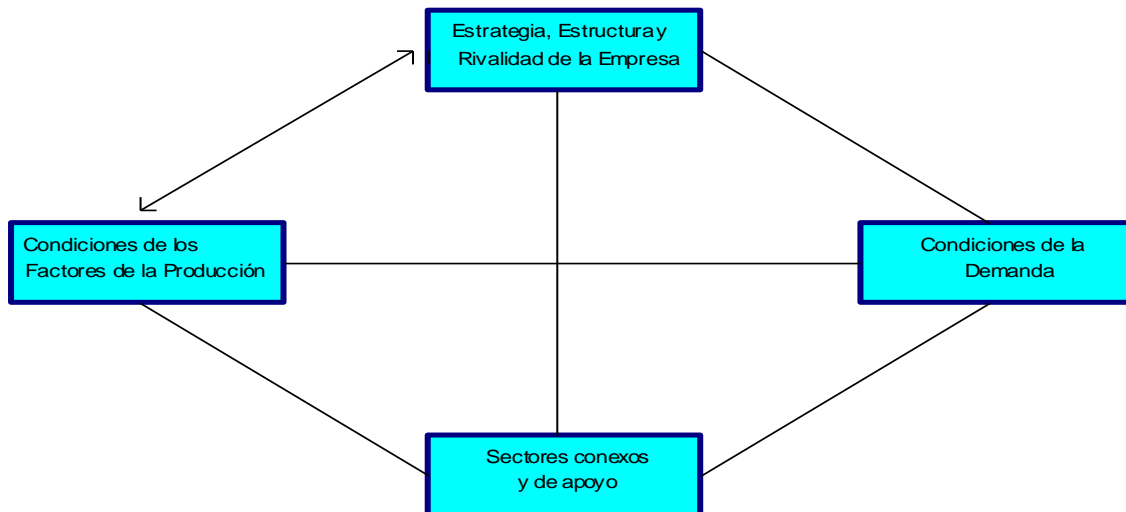 Estrategia, Estructura y
Rivalidad de la Empresa
Condiciones de los
Factores de la Producción
Condiciones de la
Demanda
Sectores conexos
y de apoyo